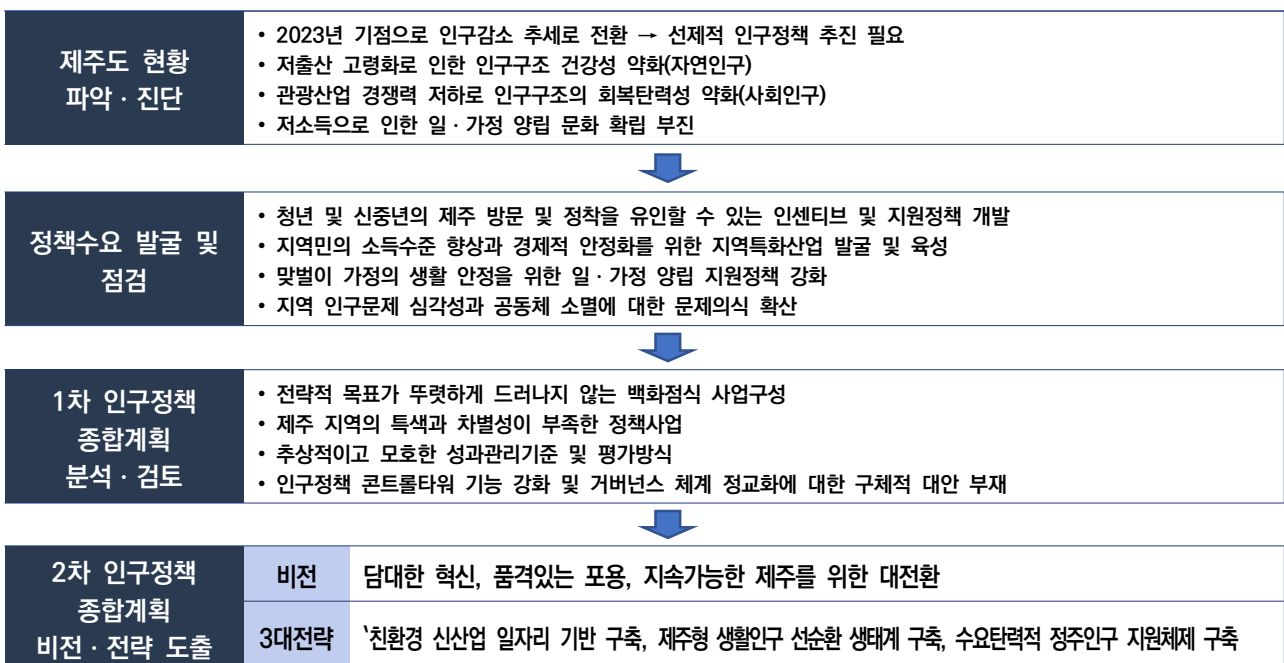 제주도 현황
파악 · 진단
• 2023년 기점으로 인구감소 추세로 전환 → 선제적 인구정책 추진 필요
• 저출산 고령화로 인한 인구구조 건강성 약화(자연인구)
• 관광산업 경쟁력 저하로 인구구조의 회복탄력성 약화(사회인구)
• 저소득으로 인한 일 · 가정 양립 문화 확립 부진
정책수요 발굴 및
점검
• 청년 및 신중년의 제주 방문 및 정착을 유인할 수 있는 인센티브 및 지원정책 개발
• 지역민의 소득수준 향상과 경제적 안정화를 위한 지역특화산업 발굴 및 육성
• 맞벌이 가정의 생활 안정을 위한 일 · 가정 양립 지원정책 강화
• 지역 인구문제 심각성과 공동체 소멸에 대한 문제의식 확산
1차 인구정책
종합계획
분석 · 검토
• 전략적 목표가 뚜렷하게 드러나지 않는 백화점식 사업구성
• 제주 지역의 특색과 차별성이 부족한 정책사업
• 추상적이고 모호한 성과관리기준 및 평가방식
• 인구정책 콘트롤타워 기능 강화 및 거버넌스 체계 정교화에 대한 구체적 대안 부재
2차 인구정책
종합계획
비전 · 전략 도출
비전
담대한 혁신, 품격있는 포용, 지속가능한 제주를 위한 대전환
3대전략
‵친환경 신산업 일자리 기반 구축, 제주형 생활인구 선순환 생태계 구축, 수요탄력적 정주인구 지원체제 구축